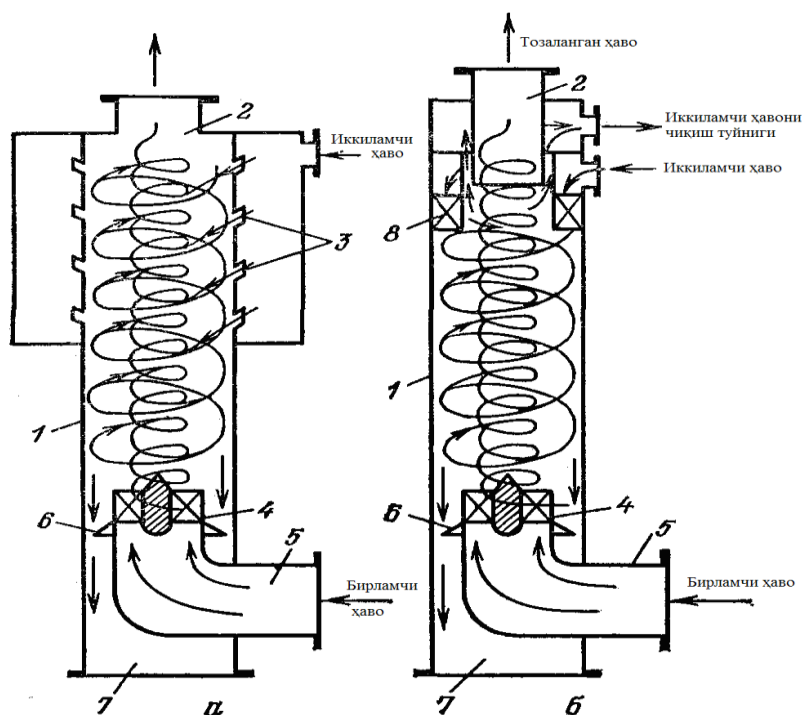 Тозаланган ҳаво
2
Иккиламчи
ҳаво
3
1
6
4
5
Бирламчи
ҳаво
7
а
2
Иккиламчи ҳавони
чиқиш туйниги
Иккиламчи ҳаво
8
1
6
4
5
Бирламчи ҳаво
7
б